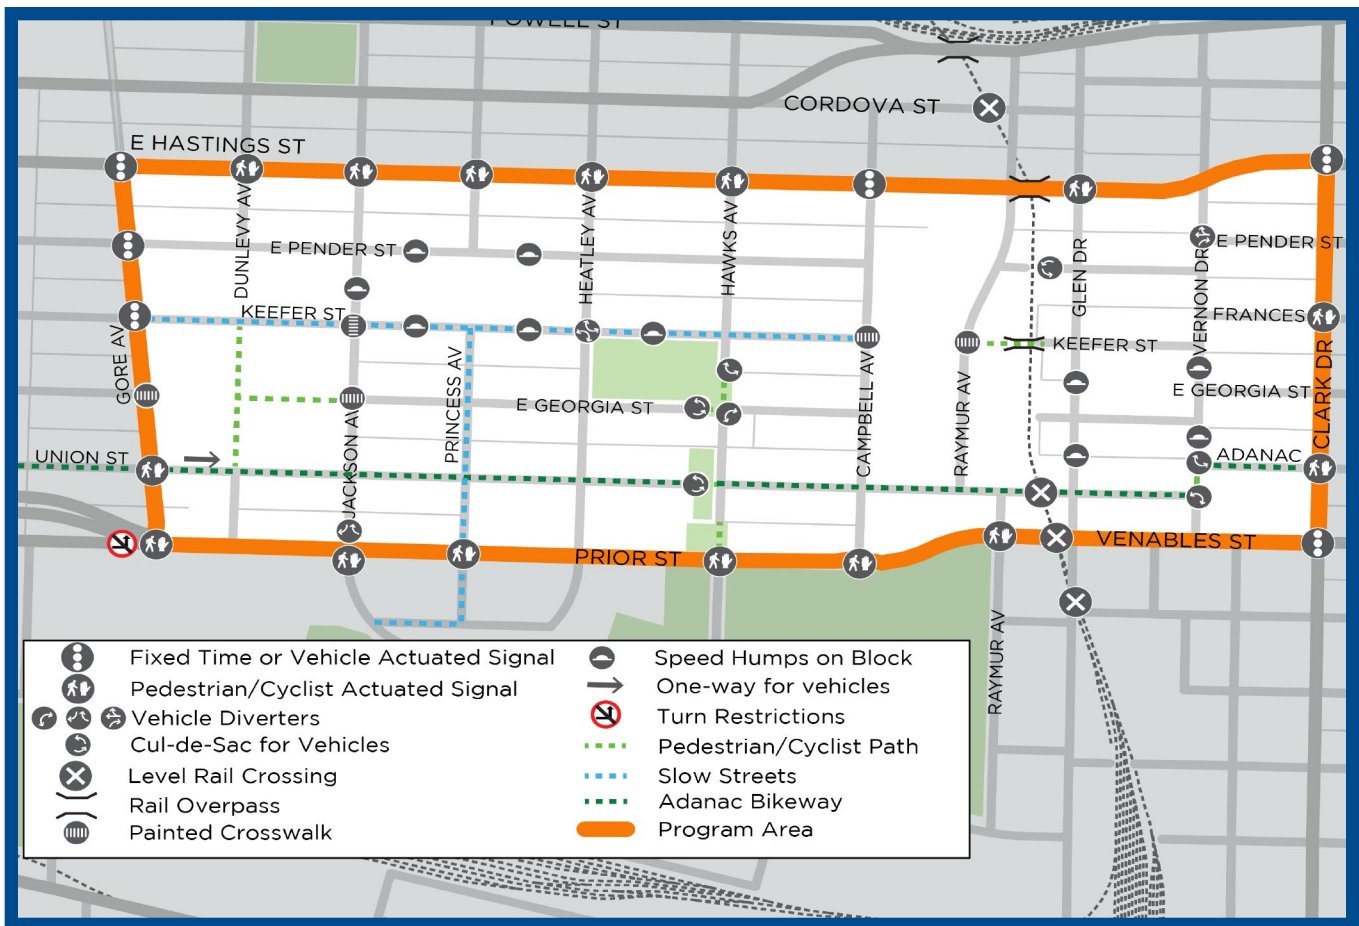 POWELL ST
CORDOVA ST
E HASTINGS ST
DUNLEVY AV
HEATLEY AV
HAWKS AV
E PENDER ST
GLEN DR
VERNON DR
E PENDER ST
KEEFER ST
FRANCES
GORE AV
PRINCESS AV
CAMPBELL AV
RAYMUR AV
KEEFER ST
CLARK DR
E GEORGIA ST
E GEORGIA ST
JACKSON AV
UNION ST
ADANAC
PRIOR ST
VENABLES ST
RAYMUR AV
Fixed Time or Vehicle Actuated Signal
Pedestrian/Cyclist Actuated Signal
Vehicle Diverters
Cul-de-Sac for Vehicles
Level Rail Crossing
Rail Overpass
Painted Crosswalk
Speed Humps on Block
One-way for vehicles
Turn Restrictions
Pedestrian/Cyclist Path
Slow Streets
Adanac Bikeway
Program Area